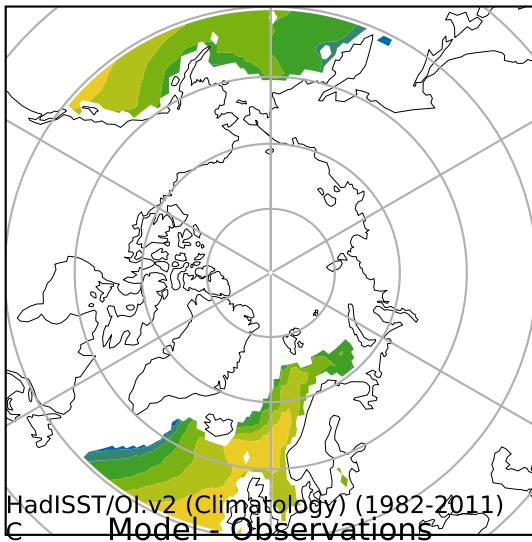 HadISST/OI.v2 (Climatology) (1982-2011)
C Model - Observations